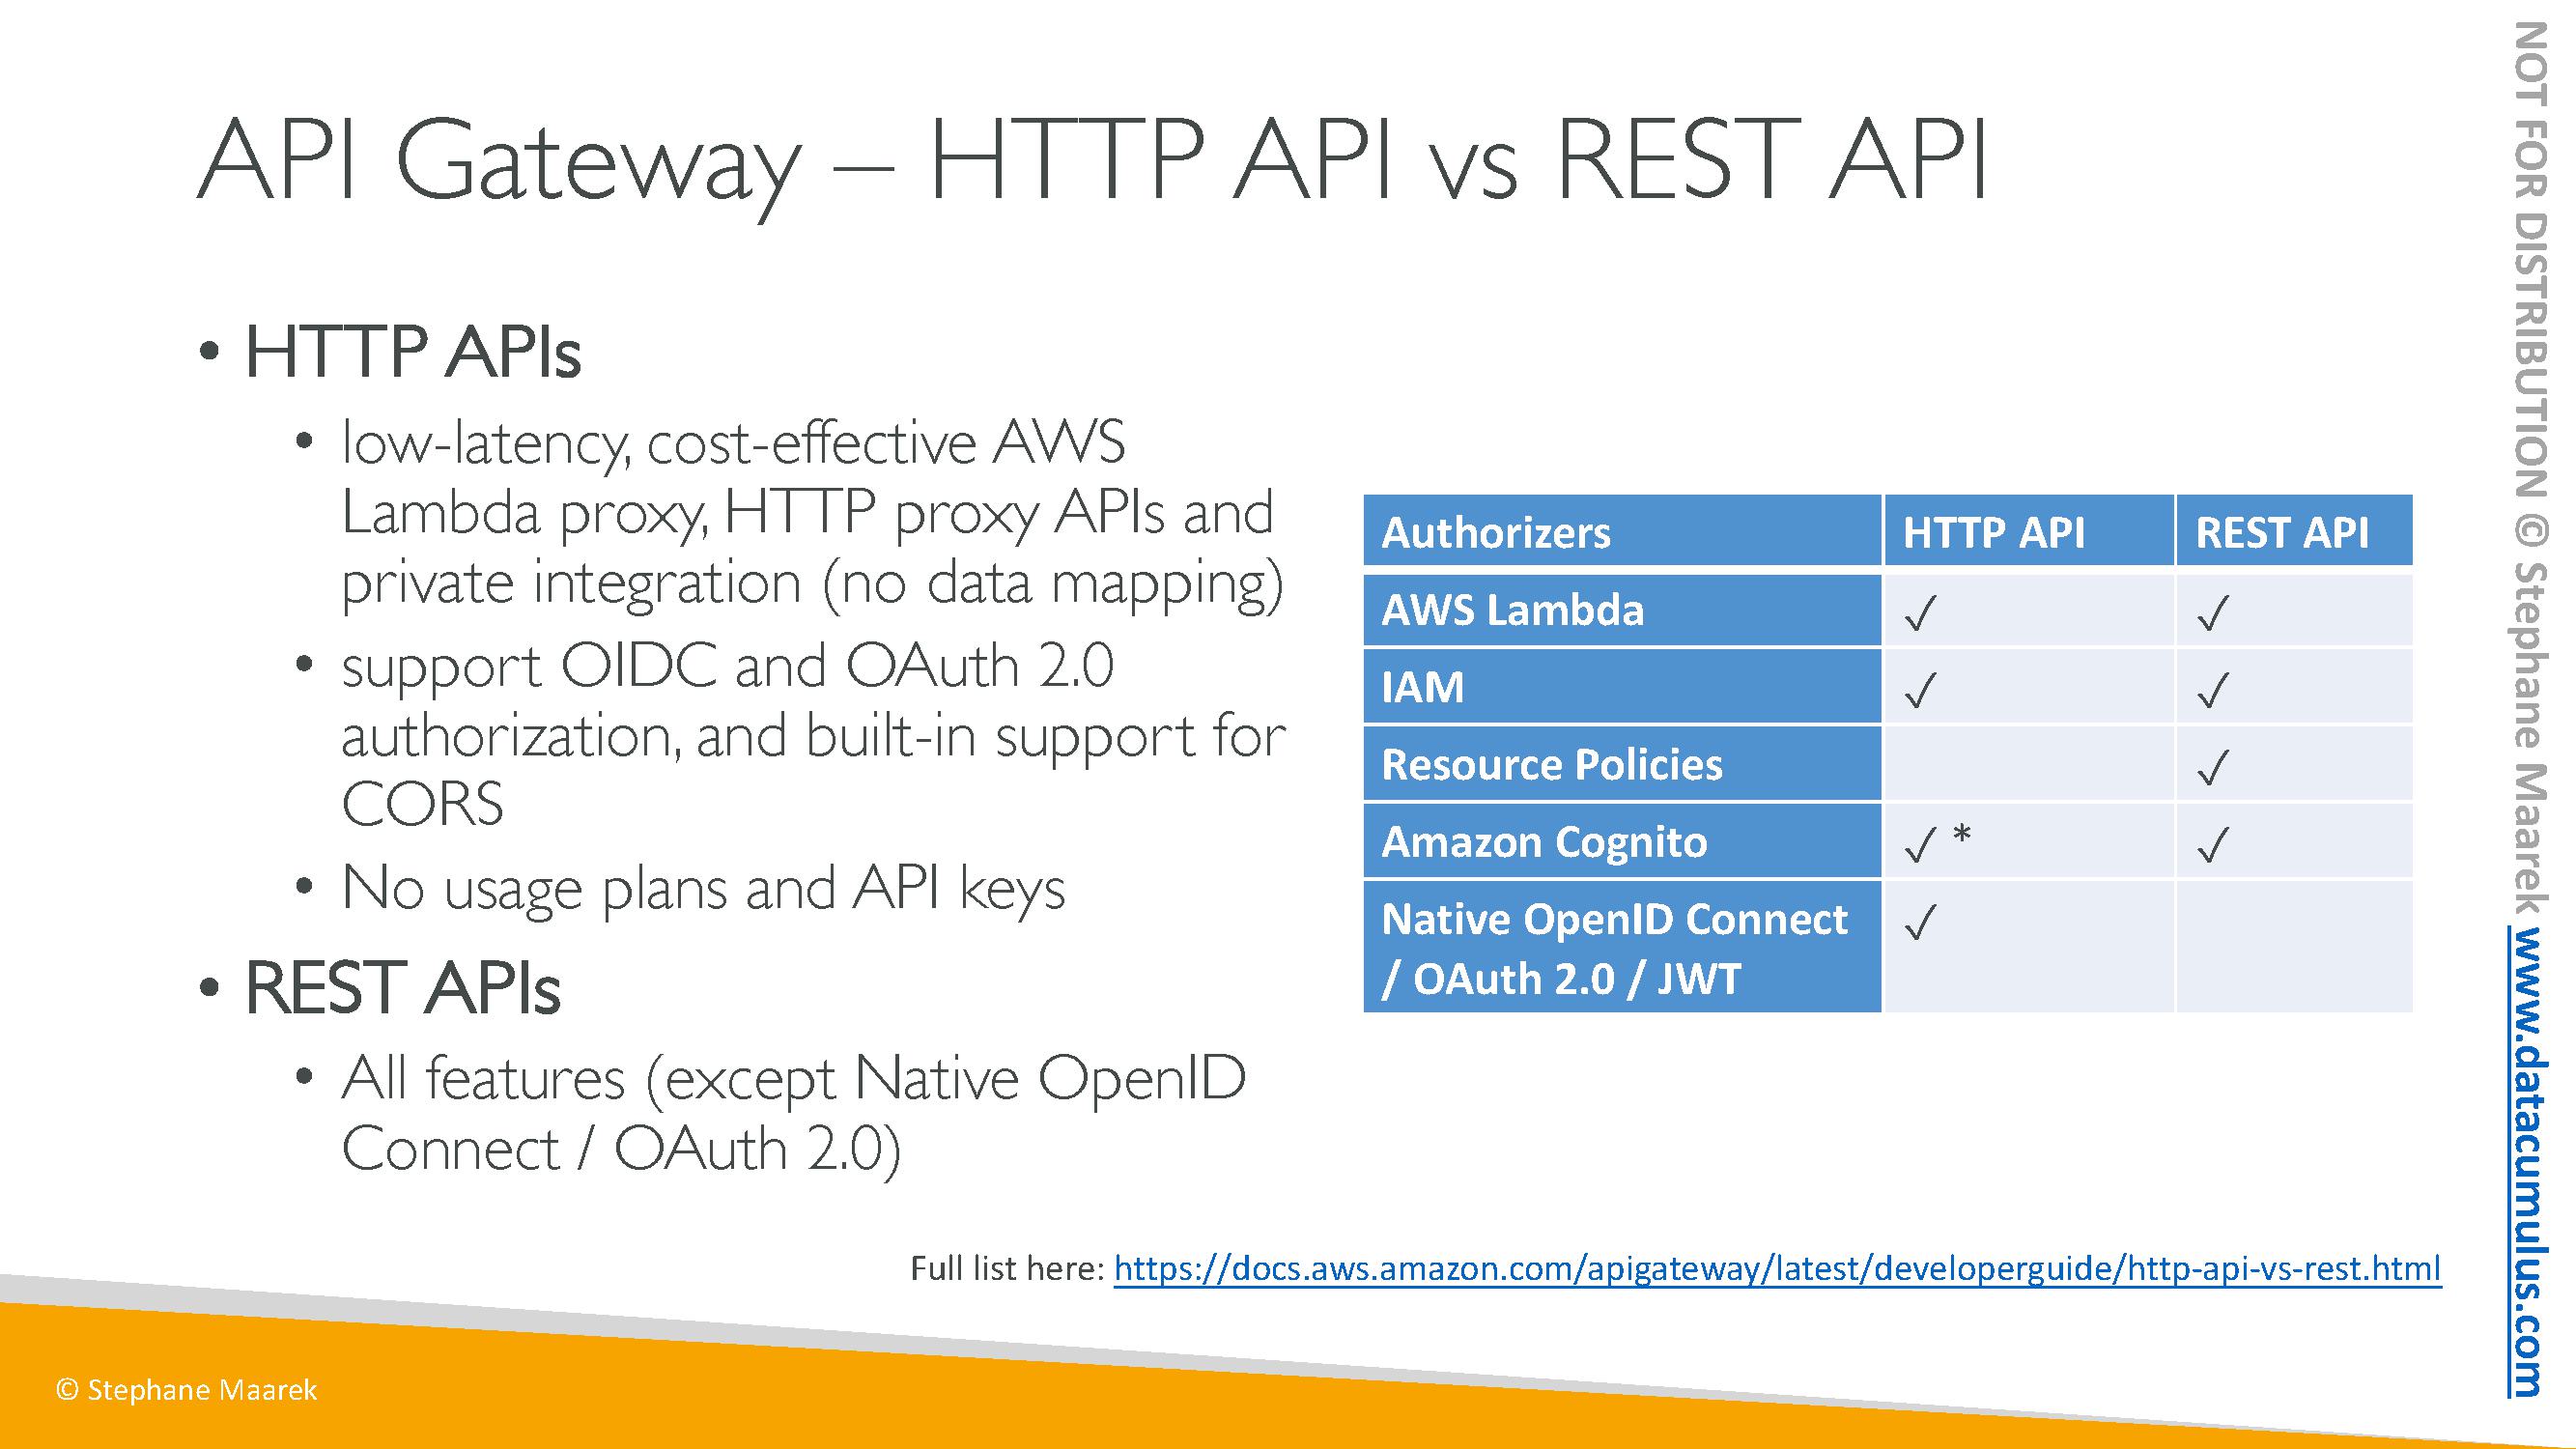 API Gateway – HTTP API vs REST API
• HTTP APIs
• low-latency, cost-effective AWS
Lambda proxy, HTTP proxy APIs and
private integration (no data mapping)
• support OIDC and OAuth 2.0
authorization, and built-in support for
CORS
• No usage plans and API keys
• REST APIs
• All features (except Native OpenID
Connect / OAuth 2.0)
Authorizers HTTP API REST API
AWS Lambda ✓ ✓
IAM ✓ ✓
Resource Policies ✓
Amazon Cognito ✓ * ✓
Native OpenID Connect ✓
/ OAuth 2.0 / JWT
Full list here: https://docs.aws.amazon.com/apigateway/latest/developerguide/http-api-vs-rest.html
© Stephane Maarek
NOT FOR DISTRIBUTION © Stephane Maarek www.datacumulus.com